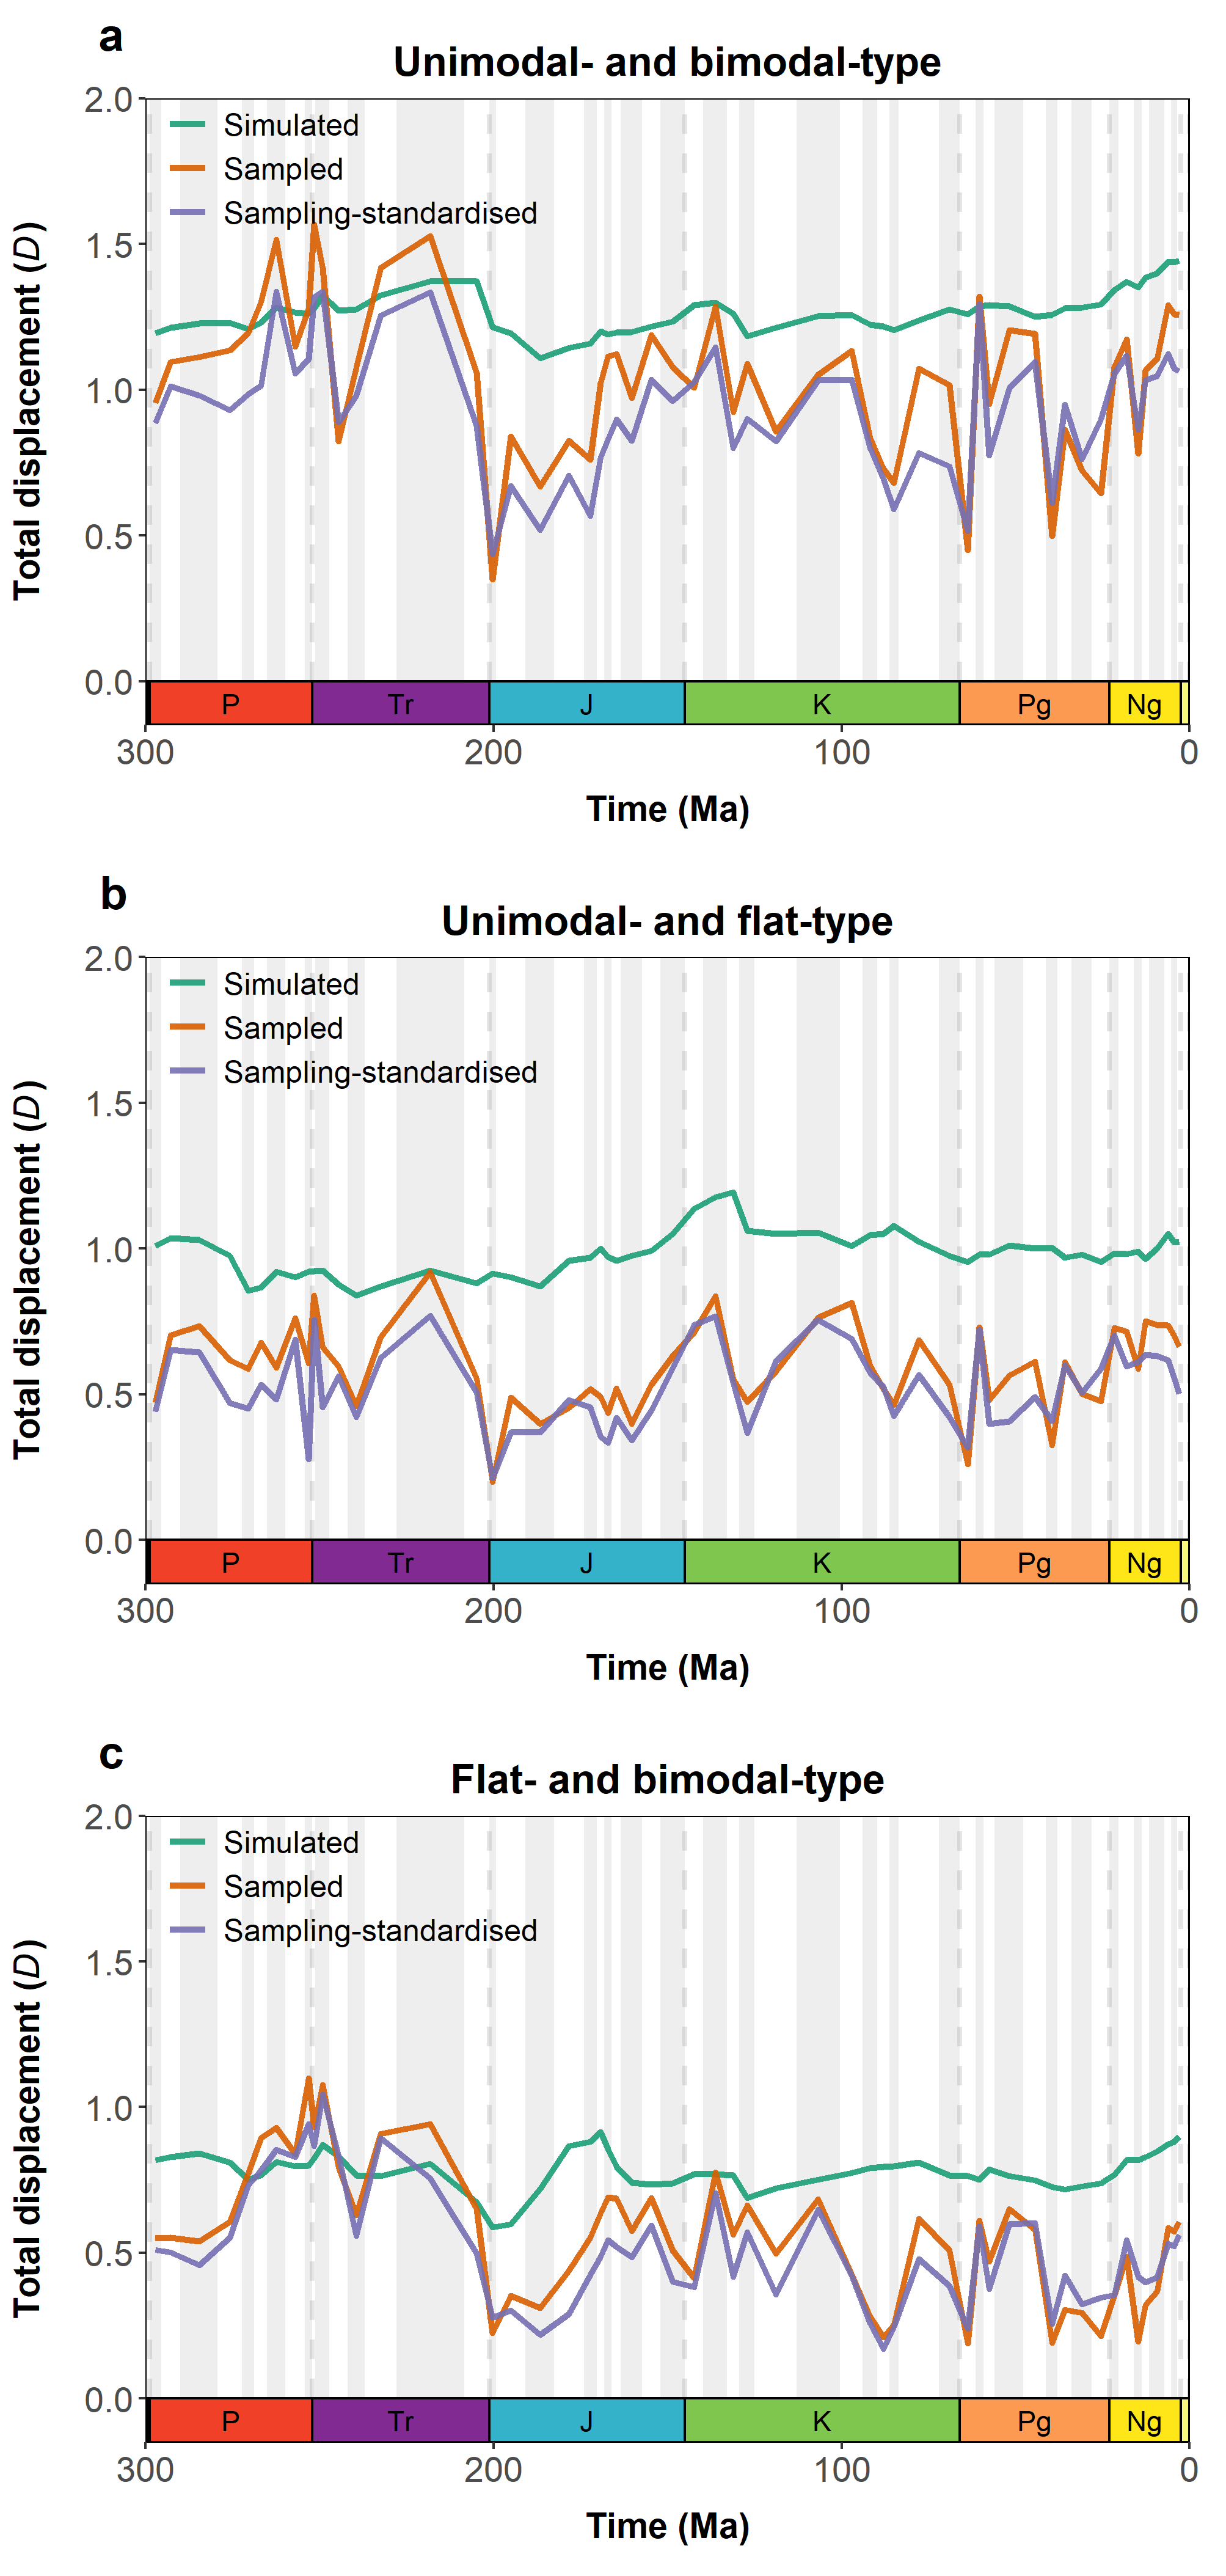 a
Unimodal- and bimodal-type
Total displacement (D)
2.0
1.5
1.0
0.5
0.0
Simulated
Sampled
Sampling-standardised
P Tr J K Pg Ng
300 200 100 0
Time (Ma)
b
Unimodal- and flat-type
Total displacement (D)
2.0
1.5
1.0
0.5
0.0
Simulated
Sampled
Sampling-standardised
P Tr J K Pg Ng
300 200 100 0
Time (Ma)
c
Flat- and bimodal-type
Total displacement (D)
2.0
1.5
1.0
0.5
0.0
Simulated
Sampled
Sampling-standardised
P Tr J K Pg Ng
300 200 100 0
Time (Ma)